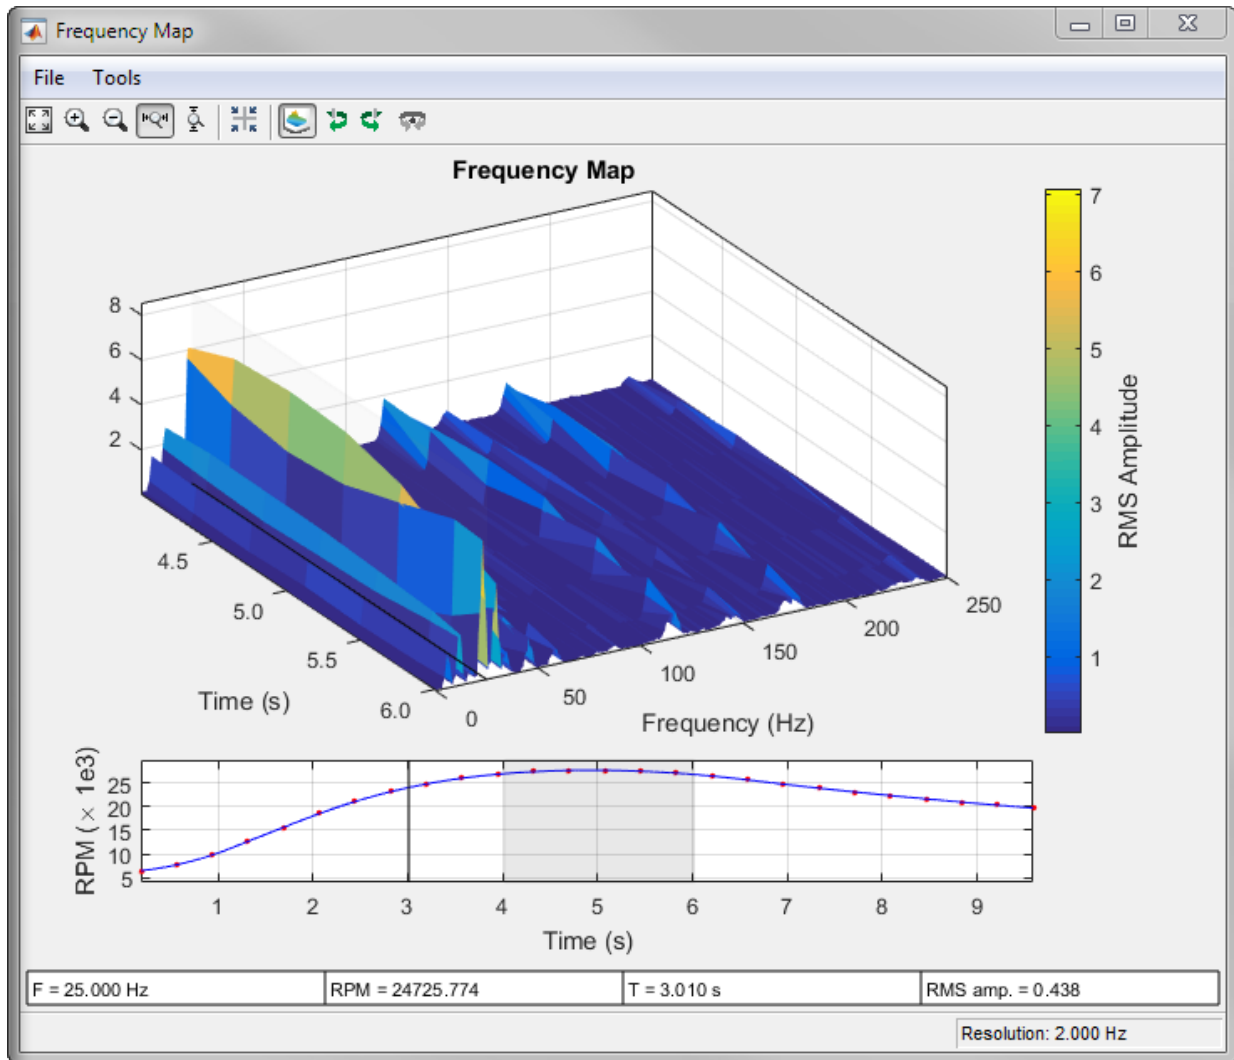 Frequency Map
File Tools
Frequency Map
8
6
4
2
4.5
5.0
5.5
6.0
Time (s)
0
50
100
150
200
250
Frequency (Hz)
7
6
5
4
3
2
1
RMS Amplitude
RPM ( × 1e3)
25
20
15
10
5
1 2 3 4 5 6 7 8 9
Time (s)
F = 25.000 Hz RPM = 24725.774 T = 3.010 s RMS amp. = 0.438
Resolution: 2.000 Hz